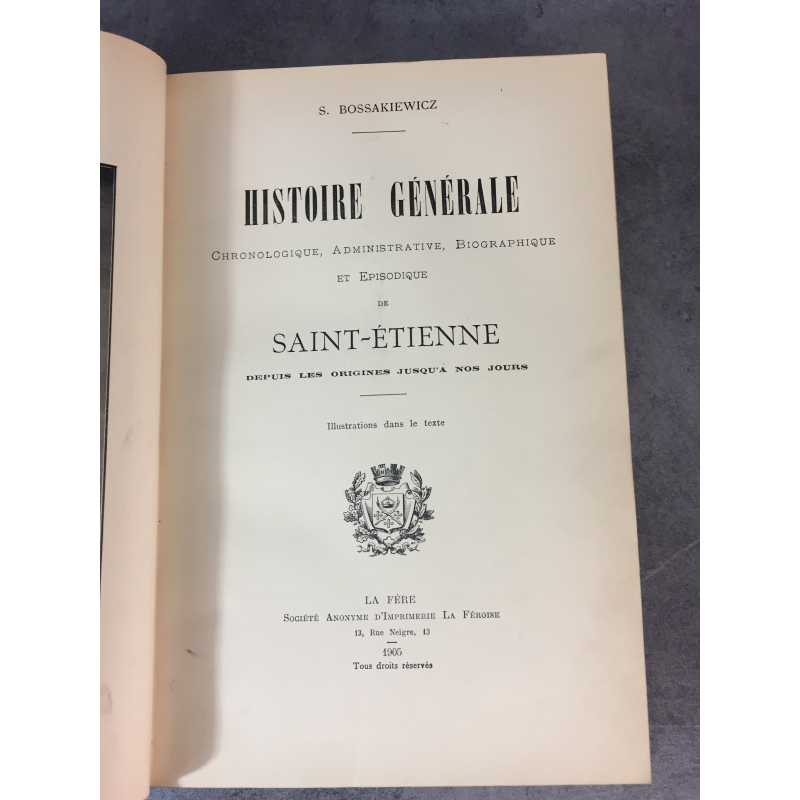 S. BOSSAKIEWICZ
HISTOIRE GÉNÉRALE
CHRONOLOGIQUE, ADMINISTRATIVE, BIOGRAPHIQUE
ET EPISODIQUE
DE
SAINT-ÉTIENNE
DEPUIS LES ORIGINES JUSQU'A NOS JOURS
Illustrations dans le texte
LA FÈRE
SOCIÉTÉ ANONYME D'IMPRIMERIE LA FÉROISE
13, Rue Neigre, 13
1905
Tous droits réservés